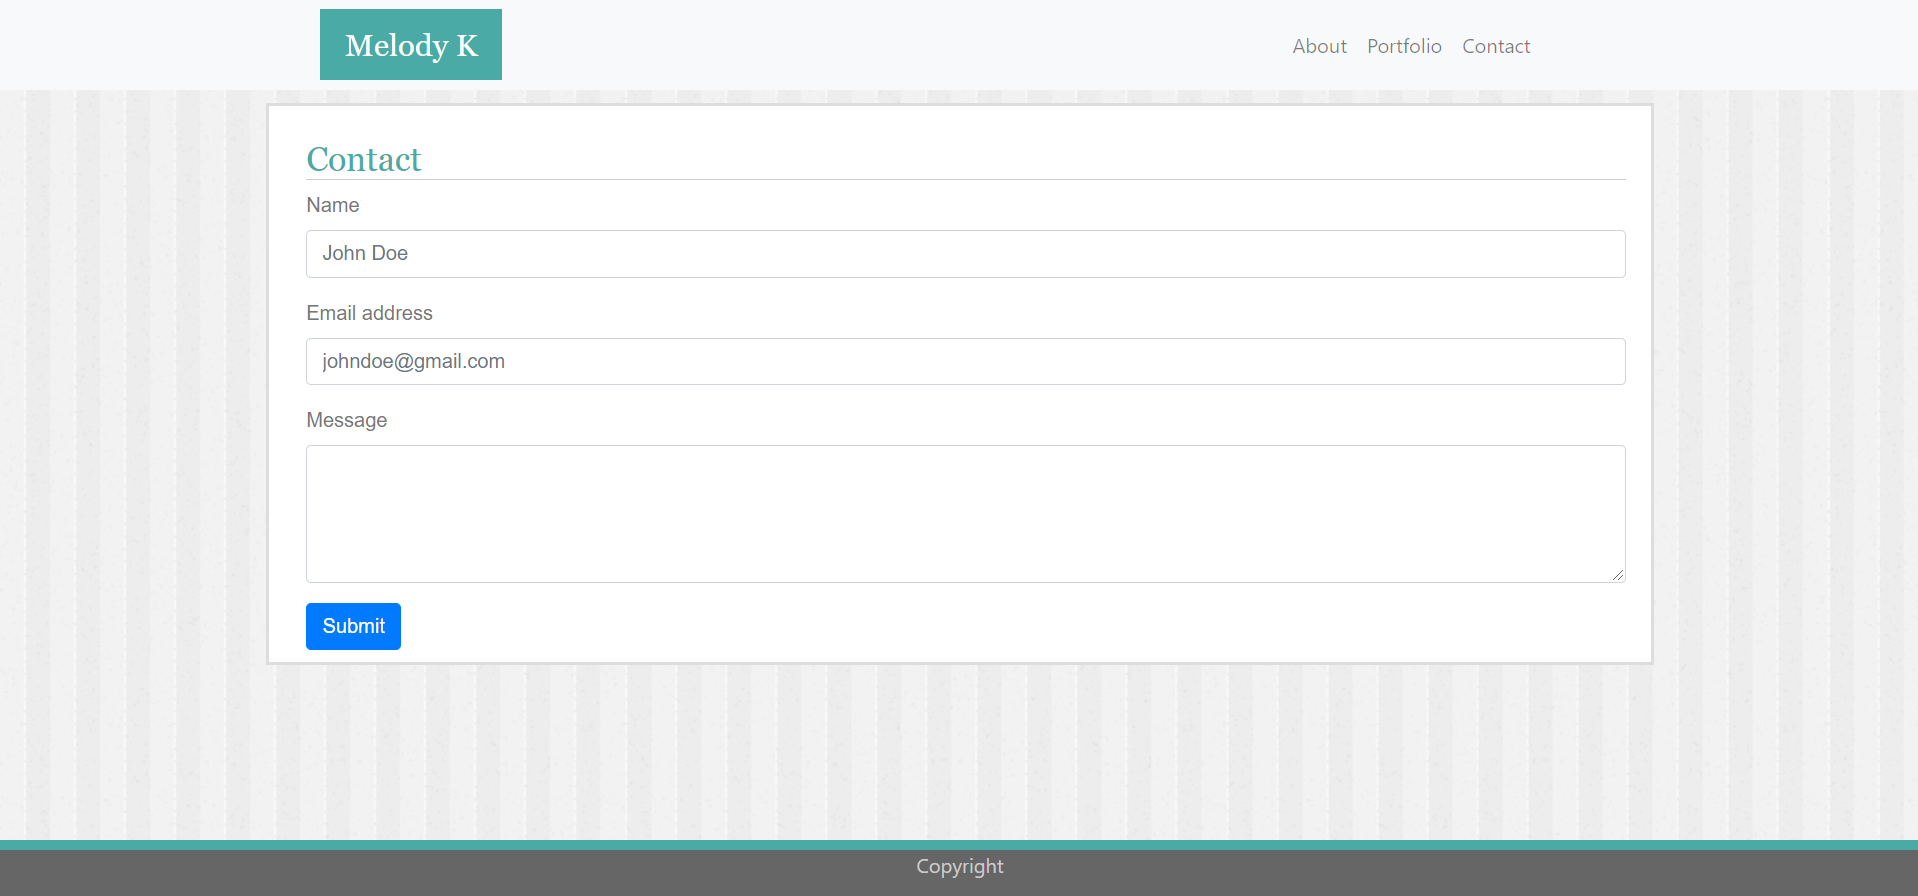 Melody K
About Portfolio Contact
Contact
Name
John Doe
Email address
johndoe@gmail.com
Message
Submit
Copyright